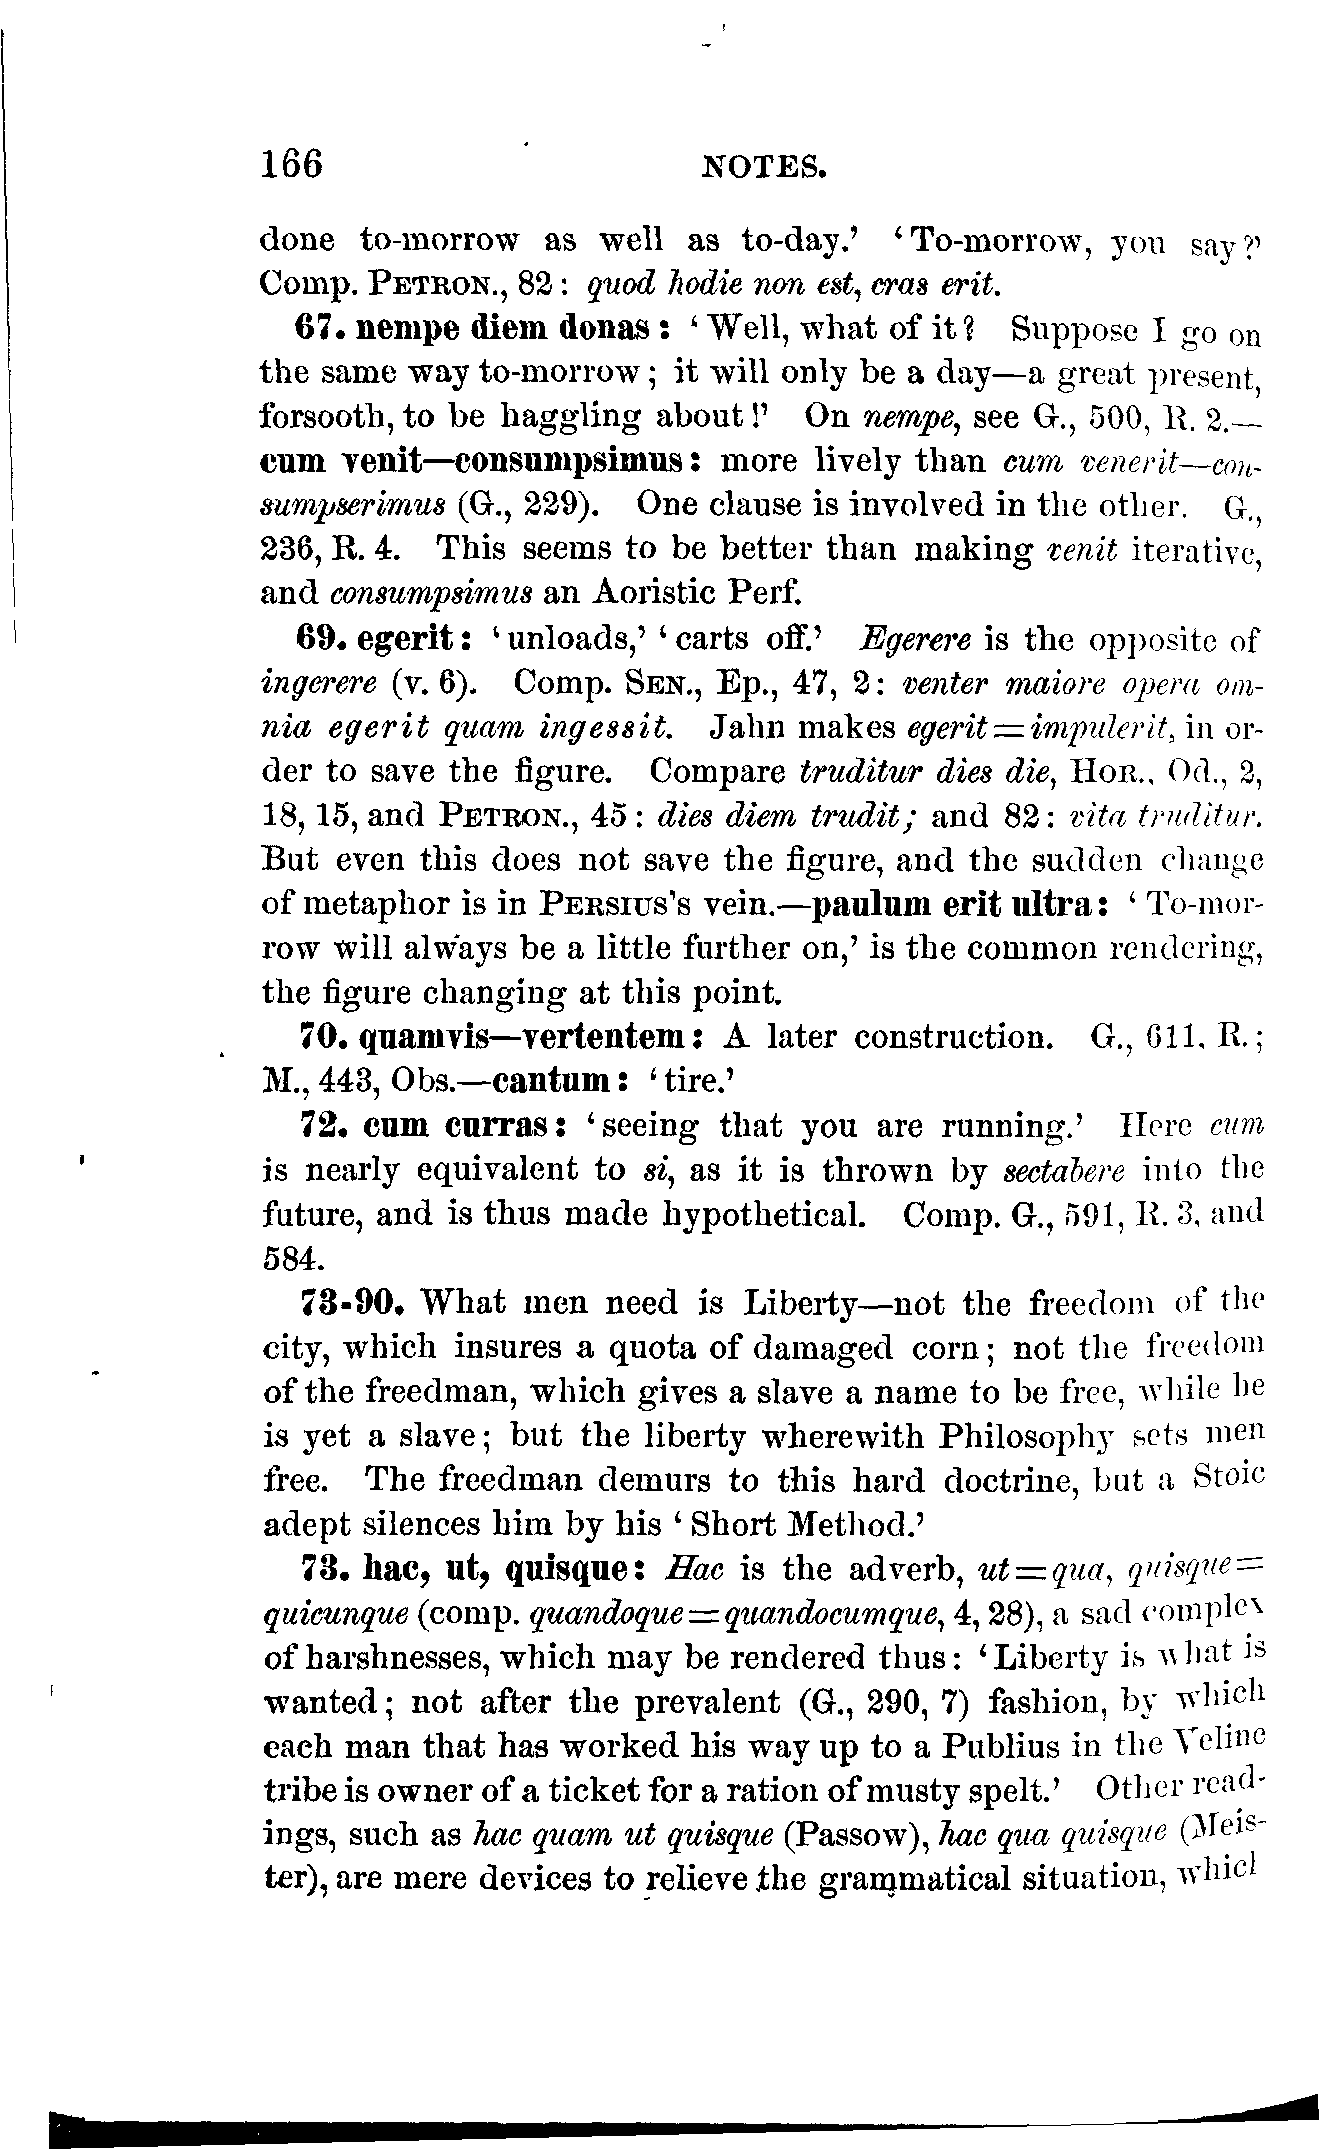 166 NOTES.
done to-morrow as well as to-day.’ ‘To-morrow, you say?’
Comp. PETRON., 82: quod hodie non est, cras erit.
67. nempe diem donas: ‘Well, what of it? Suppose I go on
the same way to-morrow; it will only be a day—a great present,
forsooth, to be haggling about!’ On nempe, see G., 500, R. 2.—
cum venit—consumpsimus: more lively than cum venerit—con-
sumpserimus (G., 229). One clause is involved in the other. G.,
236, R. 4. This seems to be better than making venit iterative,
and consumpsimus an Aoristic Perf.
69. egerit: ‘unloads,’ ‘carts off.’ Egerere is the opposite of
ingerere (v. 6). Comp. SEN., Ep., 47, 2: venter maiore opera om-
nia egerit quam ingessit. Jahn makes egerit=impulerit, in or-
der to save the figure. Compare truditur dies die, HOR., Od., 2,
18, 15, and PETRON., 45: dies diem trudit; and 82: vita truditur.
But even this does not save the figure, and the sudden change
of metaphor is in PERSIUS’s vein.—paulum erit ultra: ‘To-mor-
row will always be a little further on,’ is the common rendering,
the figure changing at this point.
70. quamvis—vertentem: A later construction. G., 611, R.;
M., 443, Obs.—cantum: ‘tire.’
72. cum curras: ‘seeing that you are running.’ Here cum
is nearly equivalent to si, as it is thrown by sectabere into the
future, and is thus made hypothetical. Comp. G., 591, R. 3, and
584.
73-90. What men need is Liberty—not the freedom of the
city, which insures a quota of damaged corn; not the freedom
of the freedman, which gives a slave a name to be free, while he
is yet a slave; but the liberty wherewith Philosophy sets men
free. The freedman demurs to this hard doctrine, but a Stoic
adept silences him by his ‘Short Method.’
73. hac, ut, quisque: Hac is the adverb, ut=qua, quisque=
quicunque (comp. quandoque=quandocumque, 4, 28), a sad complex
of harshnesses, which may be rendered thus: ‘Liberty is what is
wanted; not after the prevalent (G., 290, 7) fashion, by which
each man that has worked his way up to a Publius in the Veline
tribe is owner of a ticket for a ration of musty spelt.’ Other read-
ings, such as hac quam ut quisque (Passow), hac qua quisque (Meis-
ter), are mere devices to relieve the grammatical situation, which